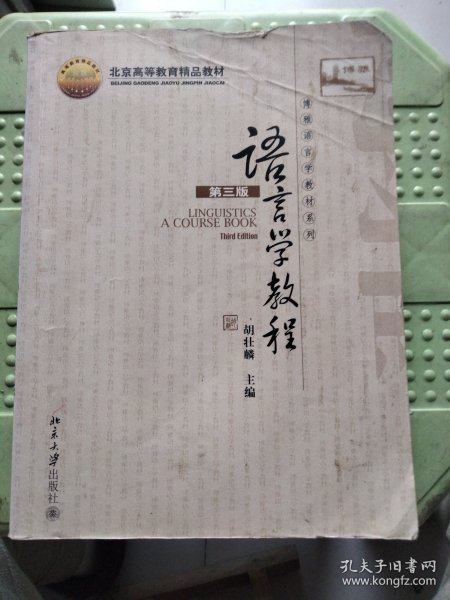 北京高等教育精品教材
BEIJING GAODENG JIAOYU JINGPIN JIAOCAI
博雅
博雅语言学教材系列
語言学教程
第三版
LINGUISTICS
A COURSE BOOK
Third Edition
胡壮麟 主编
北京大学出版社
孔夫子旧书网
www.kongfz.com